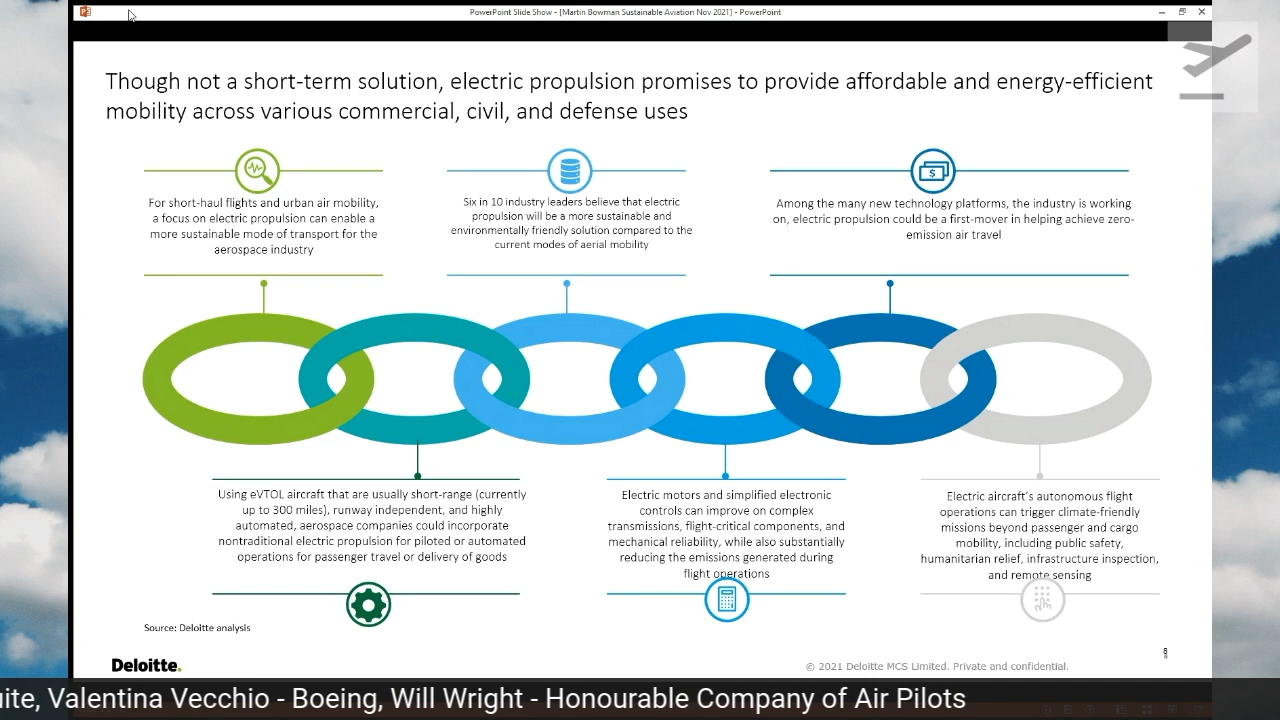 PowerPoint Slide Show - [Martin Bowman Sustainable Aviation Nov 2021] - PowerPoint
Though not a short-term solution, electric propulsion promises to provide affordable and energy-efficient
mobility across various commercial, civil, and defense uses
For short-haul flights and urban air mobility,
a focus on electric propulsion can enable a
more sustainable mode of transport for the
aerospace industry
Six in 10 industry leaders believe that electric
propulsion will be a more sustainable and
environmentally friendly solution compared to the
current modes of aerial mobility
$
Among the many new technology platforms, the industry is working
on, electric propulsion could be a first-mover in helping achieve zero-
emission air travel
Using eVTOL aircraft that are usually short-range (currently
up to 300 miles), runway independent, and highly
automated, aerospace companies could incorporate
nontraditional electric propulsion for piloted or automated
operations for passenger travel or delivery of goods
Electric motors and simplified electronic
controls can improve on complex
transmissions, flight-critical components, and
mechanical reliability, while also substantially
reducing the emissions generated during
flight operations
Electric aircraft's autonomous flight
operations can trigger climate-friendly
missions beyond passenger and cargo
mobility, including public safety,
humanitarian relief, infrastructure inspection,
and remote sensing
Source: Deloitte analysis
Deloitte.
© 2021 Deloitte MCS Limited. Private and confidential.
8
uite, Valentina Vecchio - Boeing, Will Wright - Honourable Company of Air Pilots